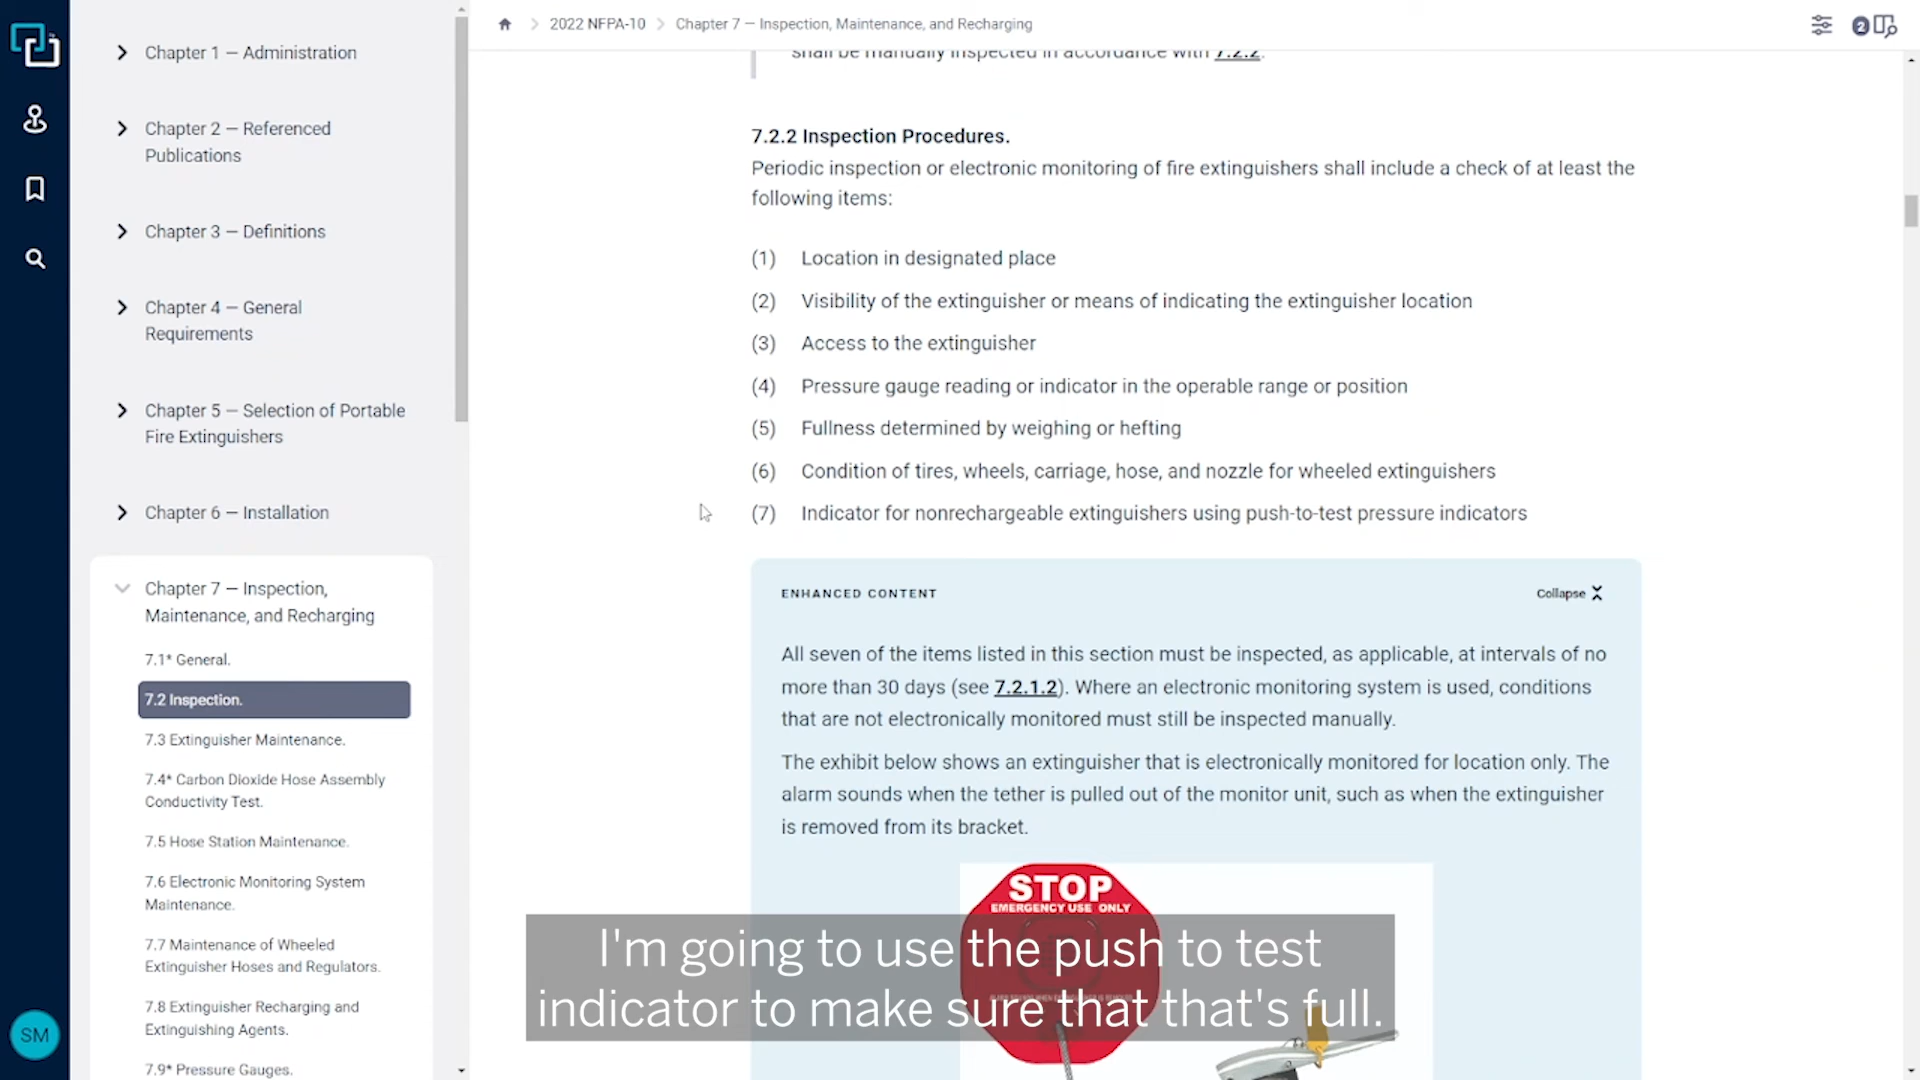 2022 NFPA-10
Chapter 7 — Inspection, Maintenance, and Recharging
2
Chapter 1 — Administration
Chapter 2 — Referenced
Publications
Chapter 3 — Definitions
Chapter 4 — General
Requirements
Chapter 5 — Selection of Portable
Fire Extinguishers
Chapter 6 — Installation
Chapter 7 — Inspection,
Maintenance, and Recharging
7.1* General.
7.2 Inspection.
7.3 Extinguisher Maintenance.
7.4* Carbon Dioxide Hose Assembly
Conductivity Test.
7.5 Hose Station Maintenance.
7.6 Electronic Monitoring System
Maintenance.
7.7 Maintenance of Wheeled
Extinguisher Hoses and Regulators.
7.8 Extinguisher Recharging and
Extinguishing Agents.
7.9* Pressure Gauges.
SM
shall be manually inspected in accordance with 7.2.2.
7.2.2 Inspection Procedures.
Periodic inspection or electronic monitoring of fire extinguishers shall include a check of at least the
following items:
(1) Location in designated place
(2) Visibility of the extinguisher or means of indicating the extinguisher location
(3) Access to the extinguisher
(4) Pressure gauge reading or indicator in the operable range or position
(5) Fullness determined by weighing or hefting
(6) Condition of tires, wheels, carriage, hose, and nozzle for wheeled extinguishers
(7) Indicator for nonrechargeable extinguishers using push-to-test pressure indicators
ENHANCED CONTENT
Collapse
All seven of the items listed in this section must be inspected, as applicable, at intervals of no
more than 30 days (see 7.2.1.2). Where an electronic monitoring system is used, conditions
that are not electronically monitored must still be inspected manually.
The exhibit below shows an extinguisher that is electronically monitored for location only. The
alarm sounds when the tether is pulled out of the monitor unit, such as when the extinguisher
is removed from its bracket.
STOP
EMERGENCY USE ONLY
I'm going to use the push to test
indicator to make sure that that's full.